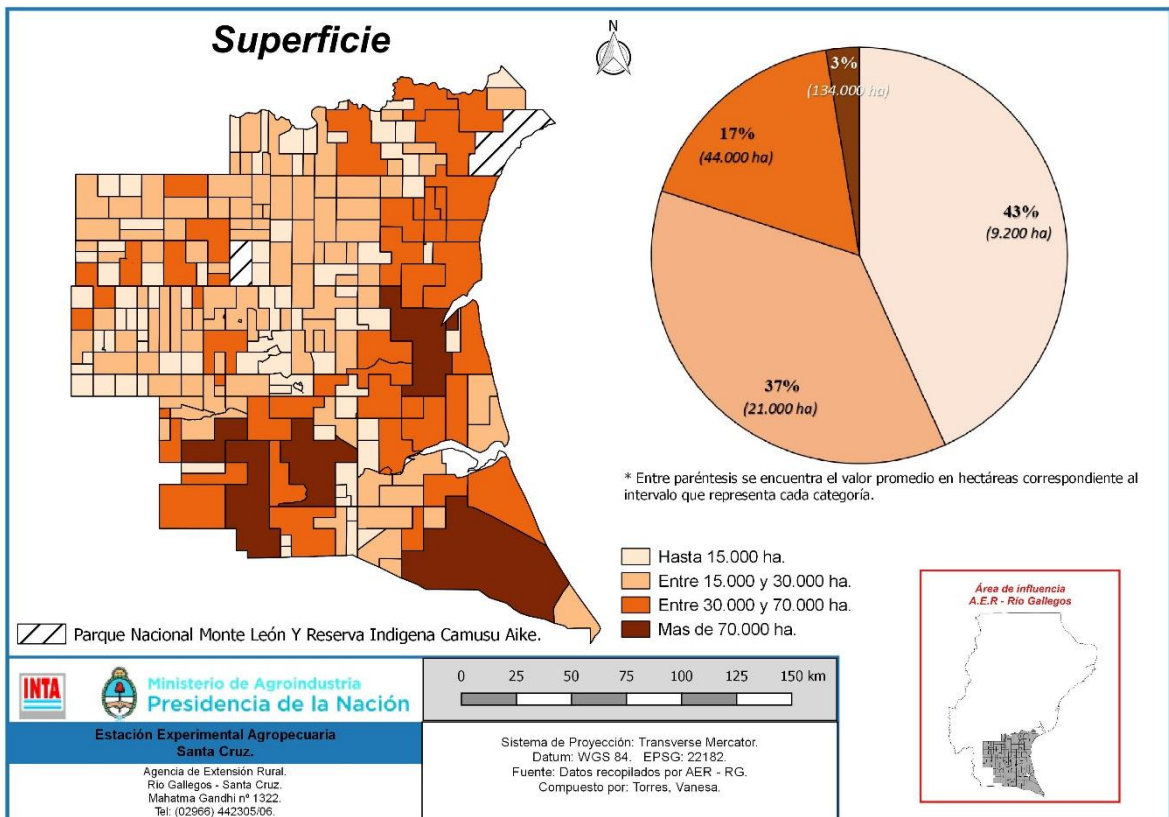 Superficie
N
3%
(134.000 ha)
17%
(44.000 ha)
43%
(9.200 ha)
37%
(21.000 ha)
* Entre paréntesis se encuentra el valor promedio en hectáreas correspondiente al
intervalo que representa cada categoría.
Hasta 15.000 ha.
Entre 15.000 y 30.000 ha.
Entre 30.000 y 70.000 ha.
Mas de 70.000 ha.
Parque Nacional Monte León Y Reserva Indigena Camusu Aike.
Área de influencia
A.E.R - Río Gallegos
INTA
Ministerio de Agroindustria
Presidencia de la Nación
0 25 50 75 100 125 150 km
Estación Experimental Agropecuaria
Santa Cruz.
Agencia de Extensión Rural.
Río Gallegos - Santa Cruz.
Mahatma Gandhi nº 1322.
Tel: (02966) 442305/06.
Sistema de Proyección: Transverse Mercator.
Datum: WGS 84. EPSG: 22182.
Fuente: Datos recopilados por AER - RG.
Compuesto por: Torres, Vanesa.